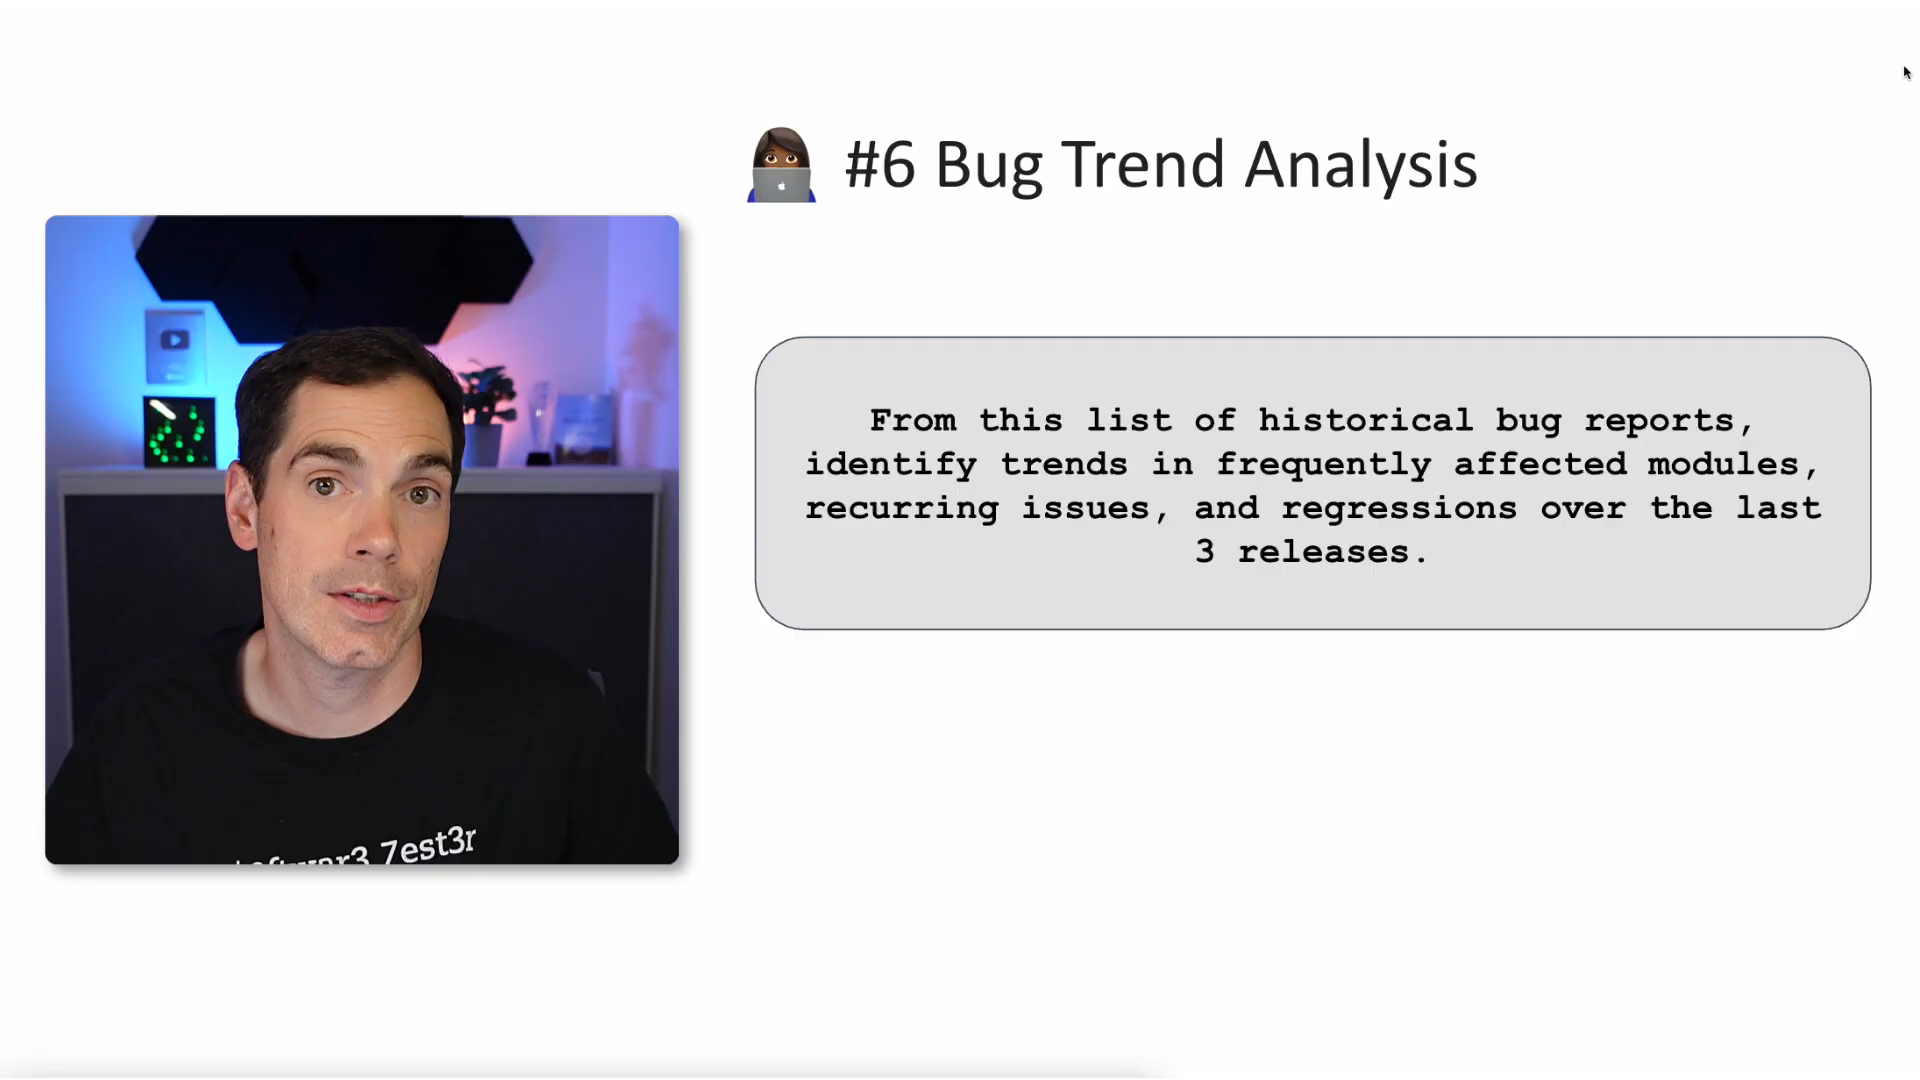 #6 Bug Trend Analysis
From this list of historical bug reports,
identify trends in frequently affected modules,
recurring issues, and regressions over the last
3 releases.
7est3r